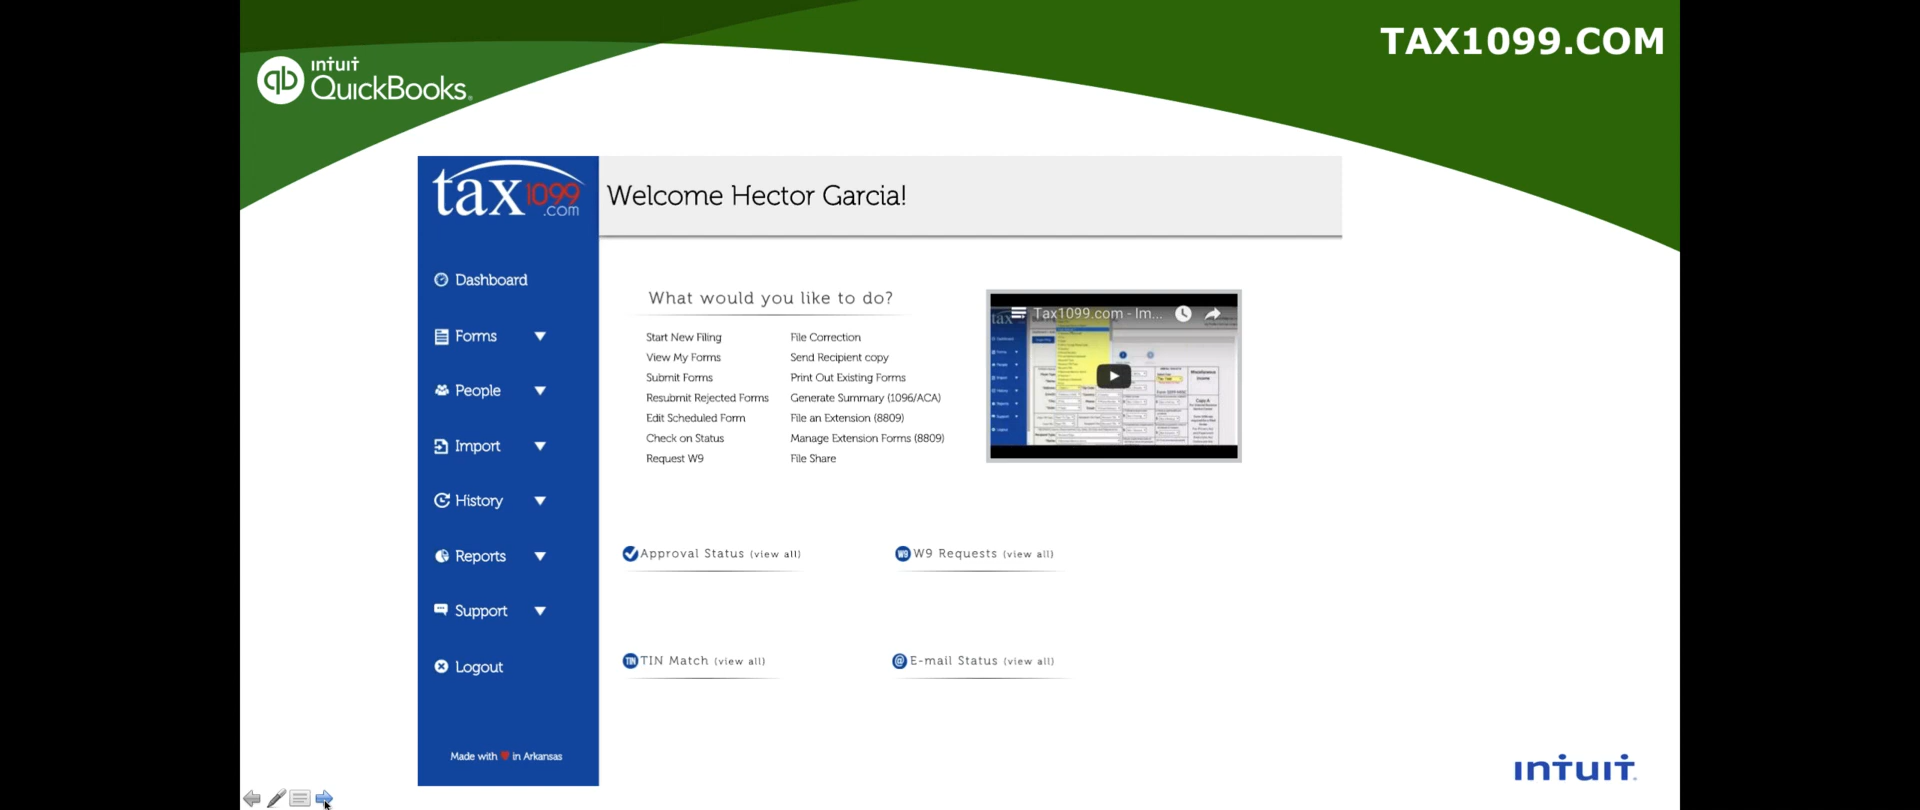 TAX1099.COM
ıntuıt
QuickBooks.
tax1099
.com
Welcome Hector Garcia!
Dashboard
Forms
People
Import
History
Reports
Support
Logout
Made with in Arkansas
What would you like to do?
Start New Filing
View My Forms
Submit Forms
Resubmit Rejected Forms
Edit Scheduled Form
Check on Status
Request W9
File Correction
Send Recipient copy
Print Out Existing Forms
Generate Summary (1096/ACA)
File an Extension (8809)
Manage Extension Forms (8809)
File Share
Tax1099.com - Im...
Approval Status (view all)
W9 W9 Requests (view all)
TIN TIN Match (view all)
@ E-mail Status (view all)
ıntuıt.